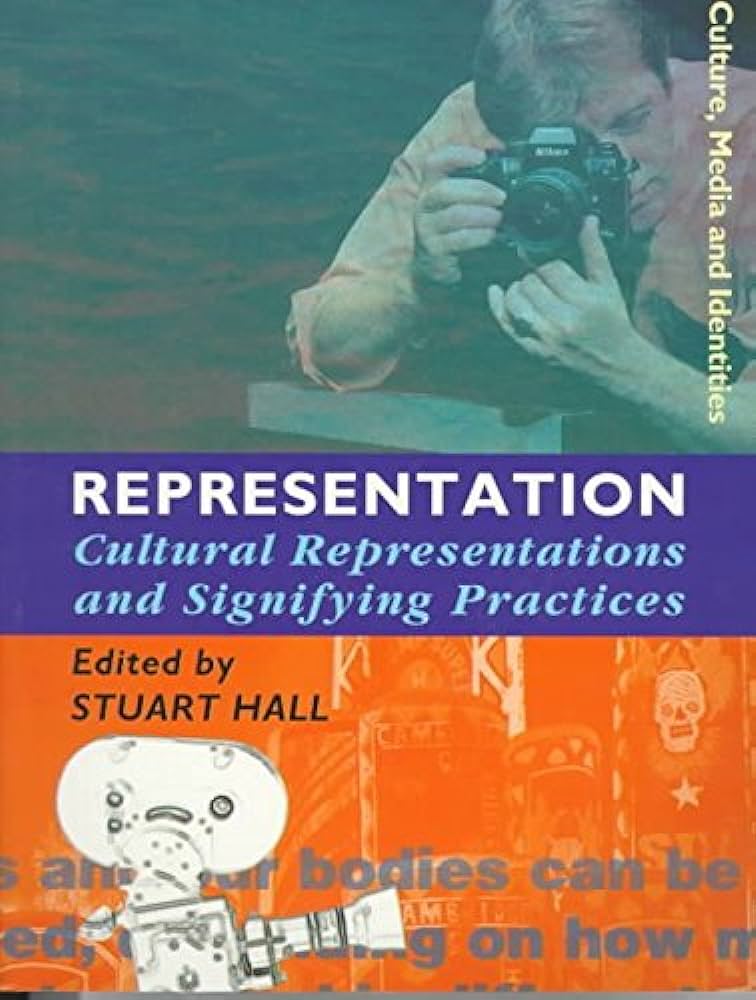 Culture, Media and Identities
Nikon
REPRESENTATION
Cultural Representations
and Signifying Practices
Edited by
STUART HALL
bodies can be
on how